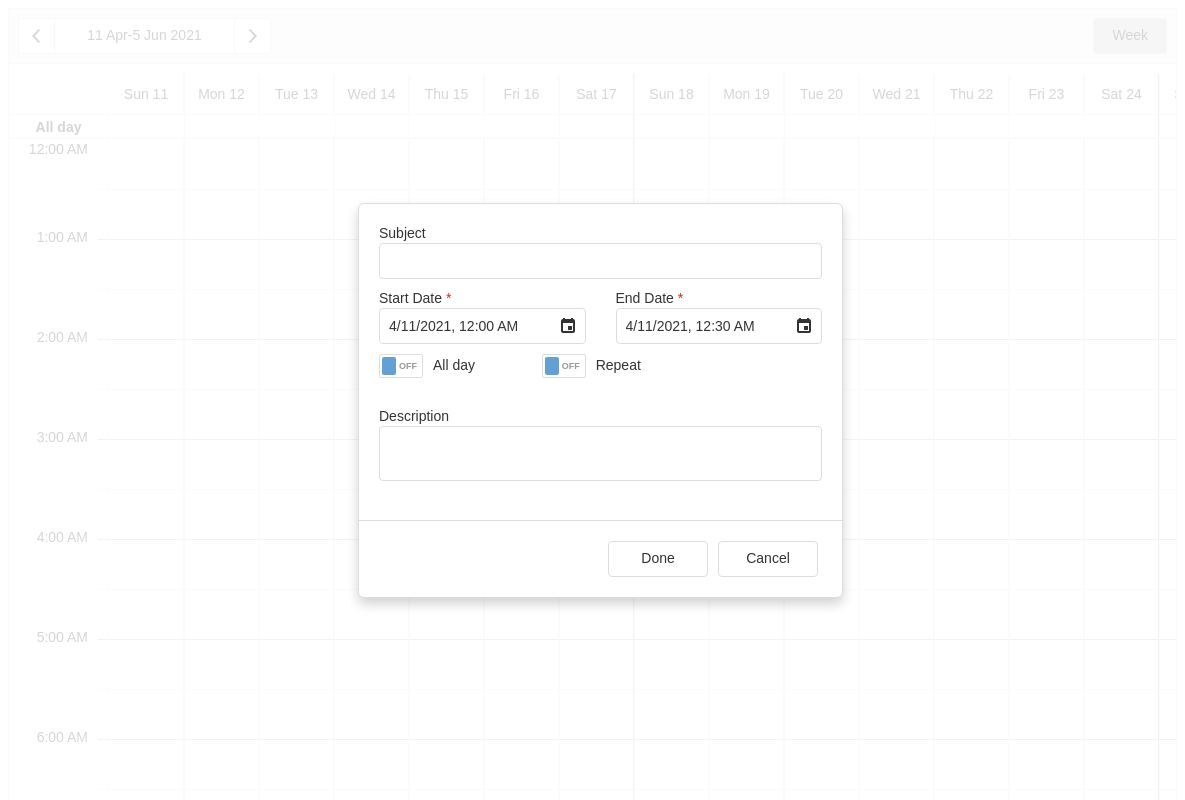 11 Apr-5 Jun 2021
Week
Sun 11 Mon 12 Tue 13 Wed 14 Thu 15 Fri 16 Sat 17 Sun 18 Mon 19 Tue 20 Wed 21 Thu 22 Fri 23 Sat 24
All day
12:00 AM
1:00 AM
2:00 AM
3:00 AM
4:00 AM
5:00 AM
6:00 AM
Subject
Start Date * End Date *
4/11/2021, 12:00 AM 4/11/2021, 12:30 AM
OFF All day OFF Repeat
Description
Done Cancel